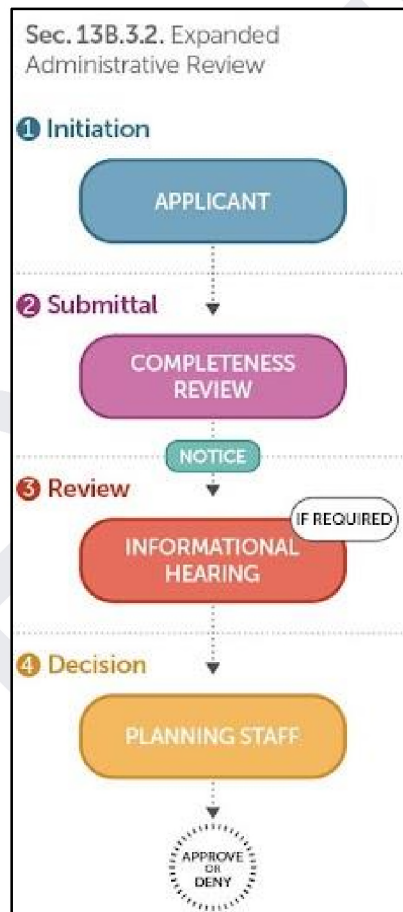 Sec. 13B.3.2. Expanded
Administrative Review
1 Initiation
APPLICANT
2 Submittal
COMPLETENESS
REVIEW
NOTICE
3 Review
IF REQUIRED
INFORMATIONAL
HEARING
4 Decision
PLANNING STAFF
APPROVE
OR
DENY